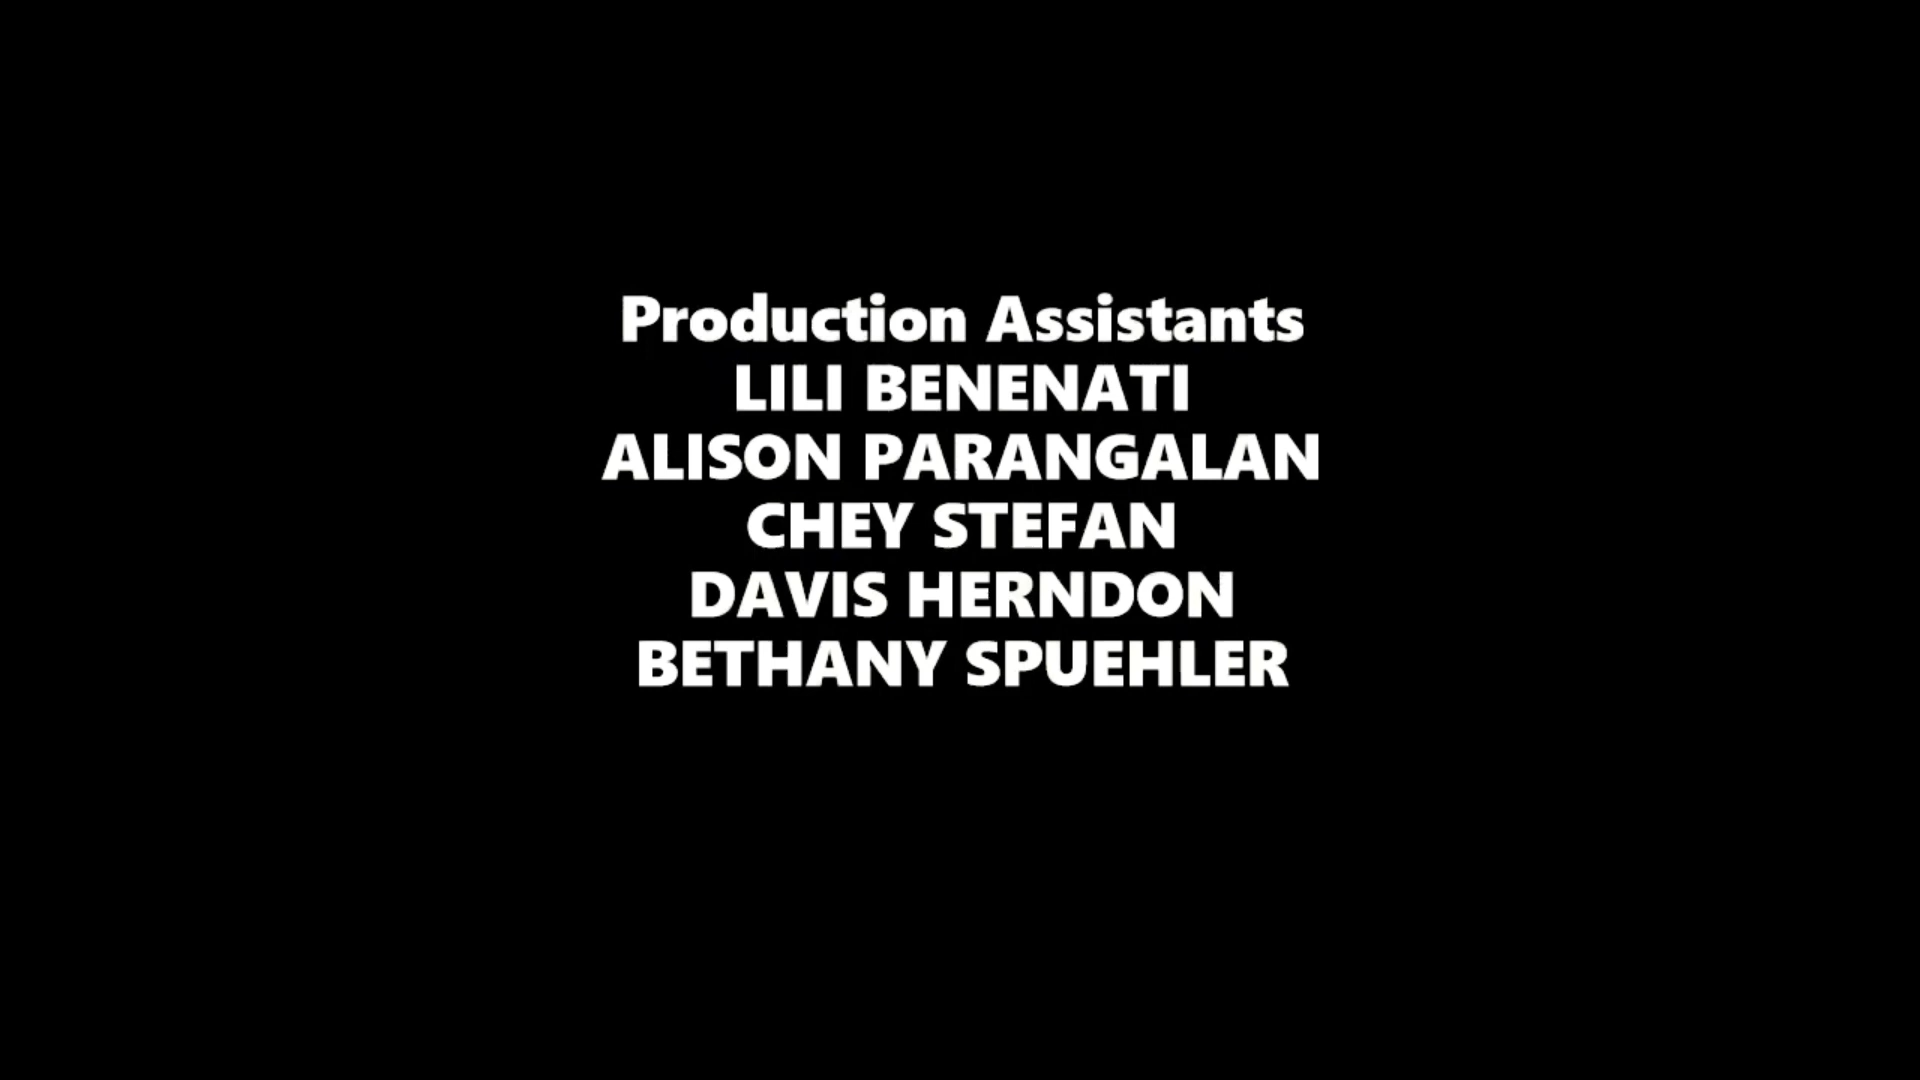 Production Assistants
LILI BENENATI
ALISON PARANGALAN
CHEY STEFAN
DAVIS HERNDON
BETHANY SPUEHLER